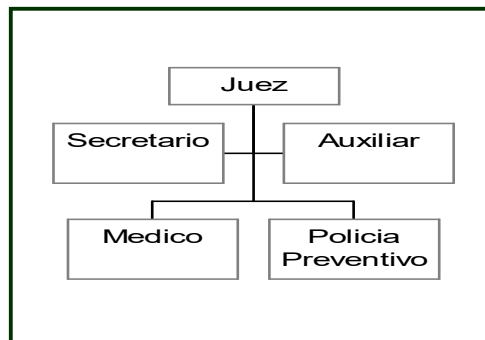 Juez
Secretario
Auxiliar
Medico
Policia
Preventivo